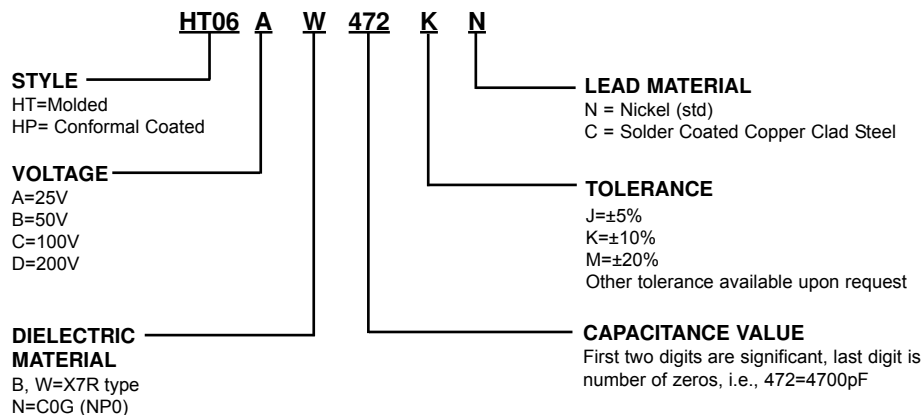 HT06 A W 472 K N
STYLE
HT=Molded
HP= Conformal Coated
VOLTAGE
A=25V
B=50V
C=100V
D=200V
DIELECTRIC
MATERIAL
B, W=X7R type
N=C0G (NP0)
LEAD MATERIAL
N = Nickel (std)
C = Solder Coated Copper Clad Steel
TOLERANCE
J=±5%
K=±10%
M=±20%
Other tolerance available upon request
CAPACITANCE VALUE
First two digits are significant, last digit is
number of zeros, i.e., 472=4700pF